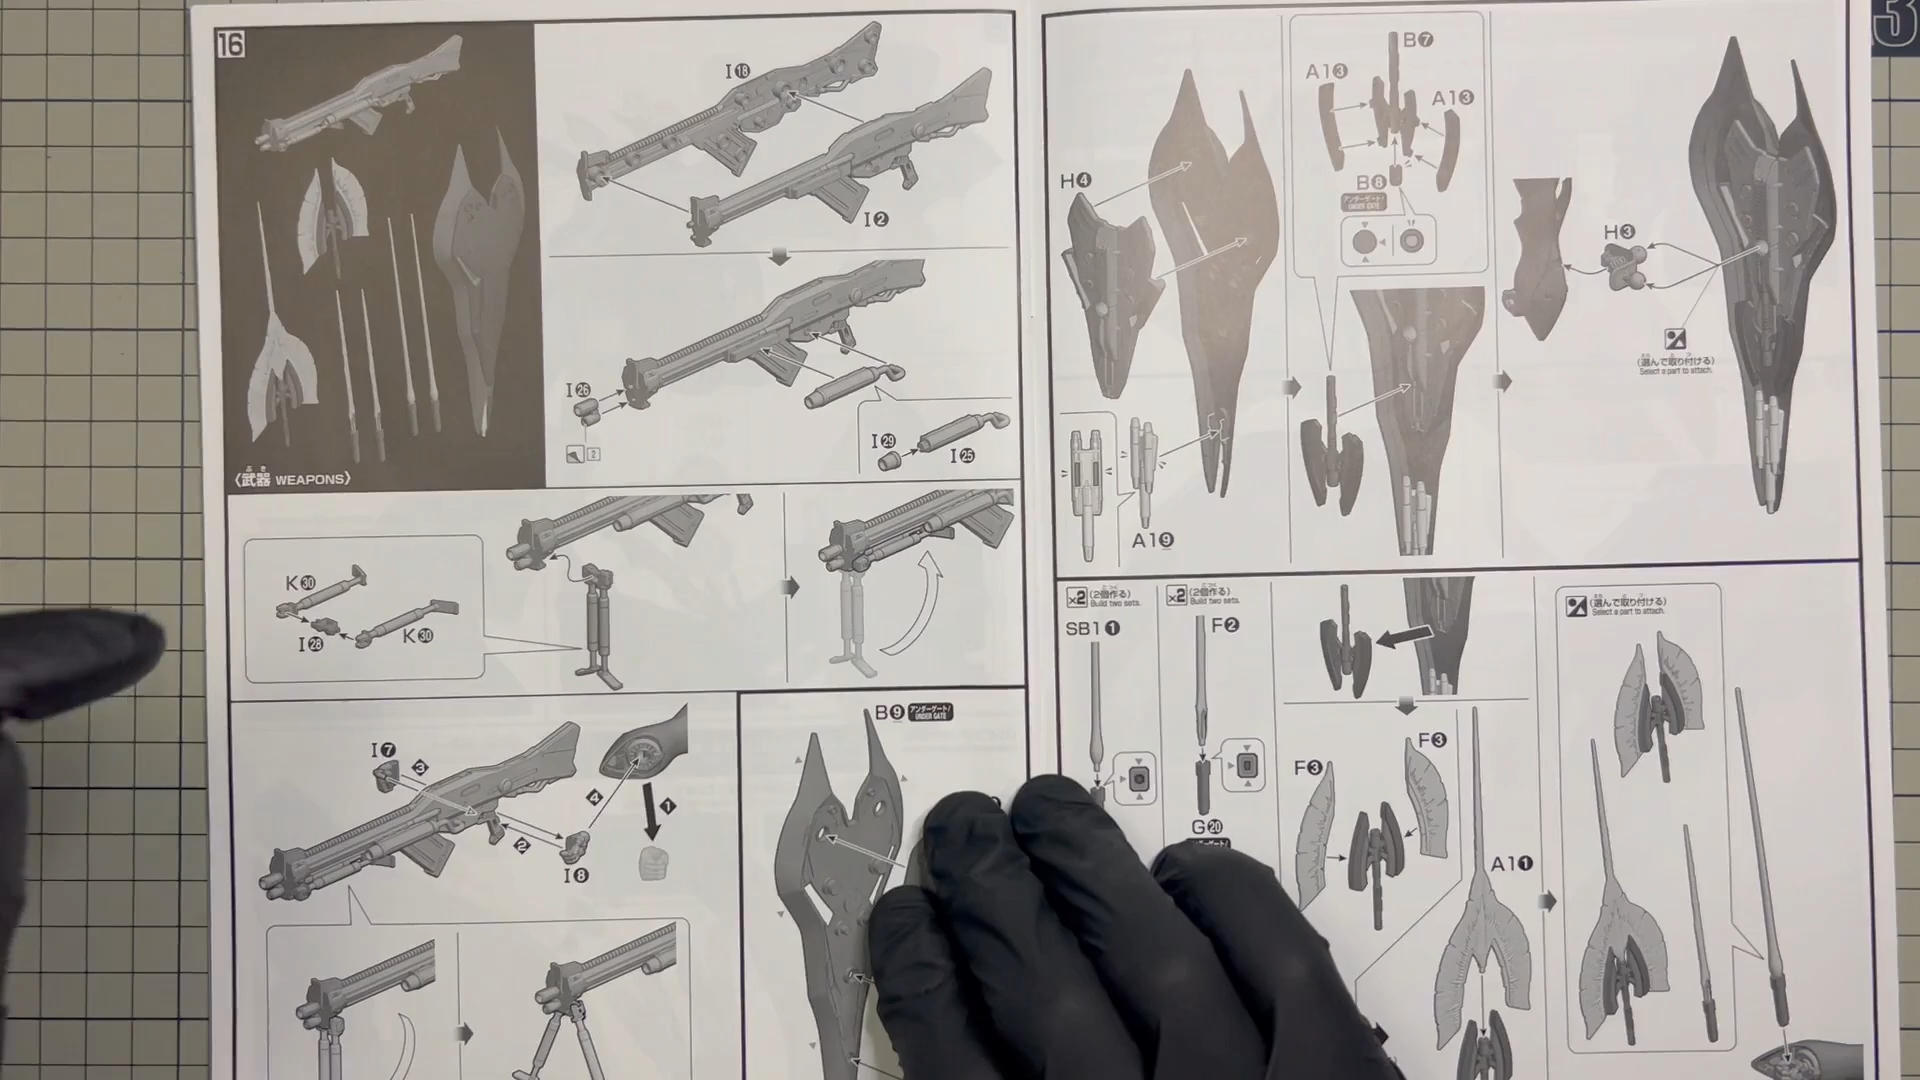 16
I⑱
I②
I㉖
2
I㉙
I㉕
〈武器 WEAPONS〉
K㉚
I㉘
K㉚
I⑦
3
4
1
2
I⑧
B⑨ アンダーゲート/
UNDER GATE
B⑦
A1③
A1③
H④
B⑧
アンダーゲート/
UNDER GATE
H③
(選んで取り付ける)
Select a part to attach.
A1⑨
×2 (2個作る)
Build two sets.
SB1①
×2 (2個作る)
Build two sets.
F②
G⑳
F③
F③
A1①
(選んで取り付ける)
Select a part to attach.
3